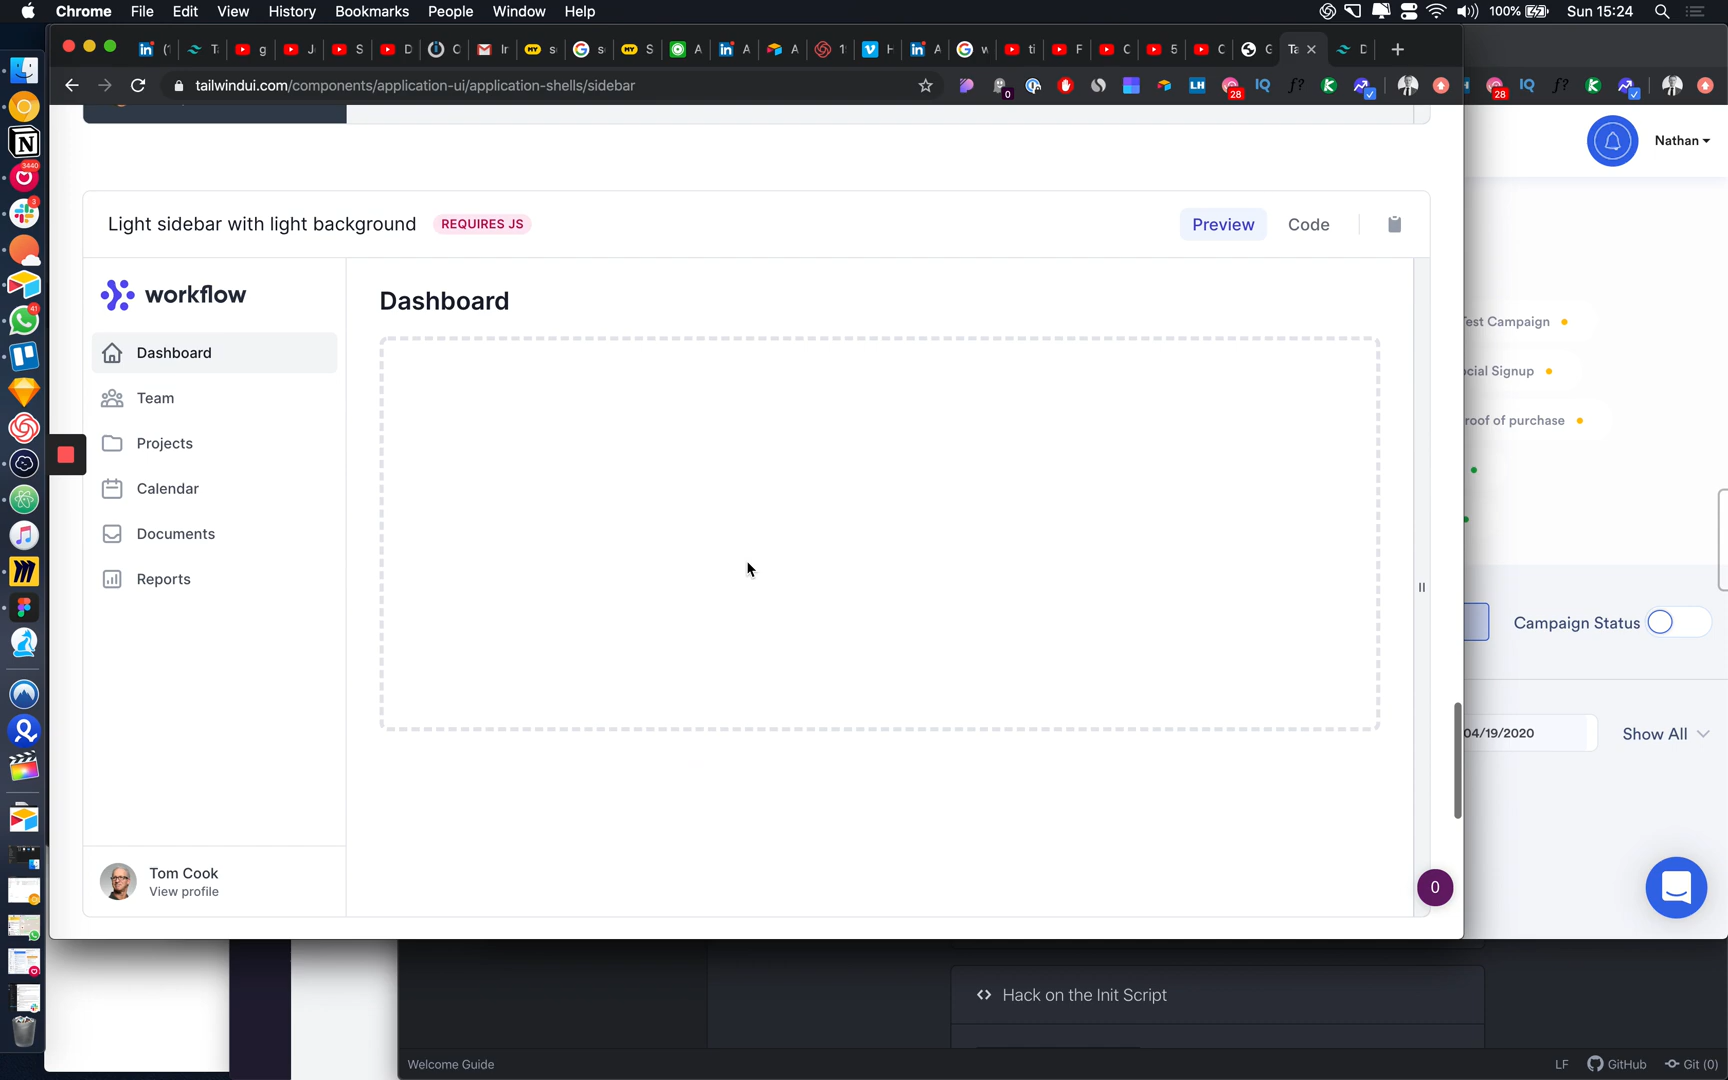 Chrome File Edit View History Bookmarks People Window Help
100% Sun 15:24
tailwindui.com/components/application-ui/application-shells/sidebar
Light sidebar with light background REQUIRES JS
Preview Code
workflow
Dashboard
Dashboard
Team
Projects
Calendar
Documents
Reports
Tom Cook
View profile
0
Nathan
Test Campaign
cial Signup
roof of purchase
Campaign Status
04/19/2020 Show All
Hack on the Init Script
Welcome Guide
LF GitHub Git (0)